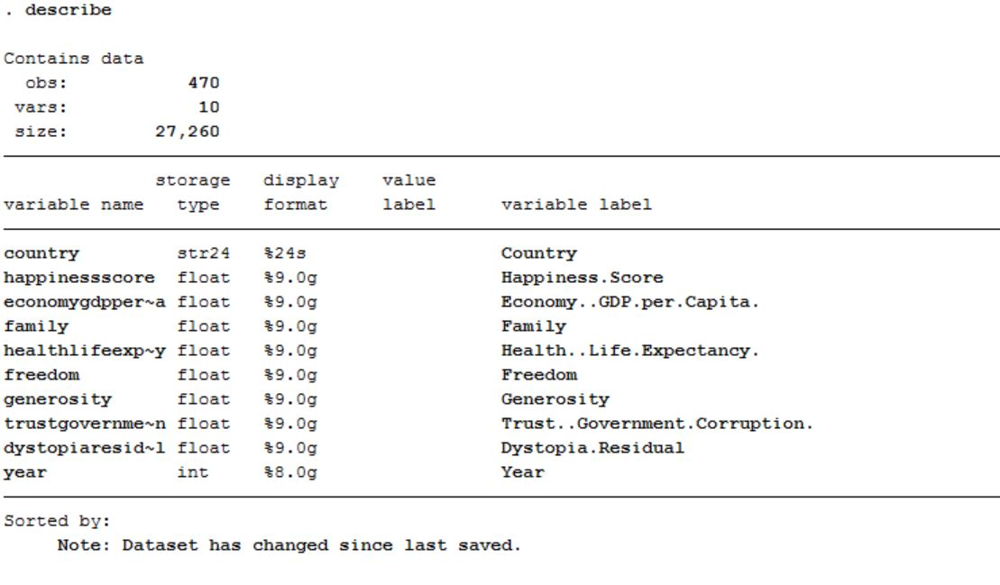 . describe
Contains data
  obs:           470
 vars:            10
 size:        27,260
              storage   display    value
variable name   type    format     label      variable label
country         str24   %24s                  Country
happinessscore  float   %9.0g                 Happiness.Score
economygdpper~a float   %9.0g                 Economy..GDP.per.Capita.
family          float   %9.0g                 Family
healthlifeexp~y float   %9.0g                 Health..Life.Expectancy.
freedom         float   %9.0g                 Freedom
generosity      float   %9.0g                 Generosity
trustgovernme~n float   %9.0g                 Trust..Government.Corruption.
dystopiaresid~l float   %9.0g                 Dystopia.Residual
year            int     %8.0g                 Year
Sorted by:
     Note: Dataset has changed since last saved.